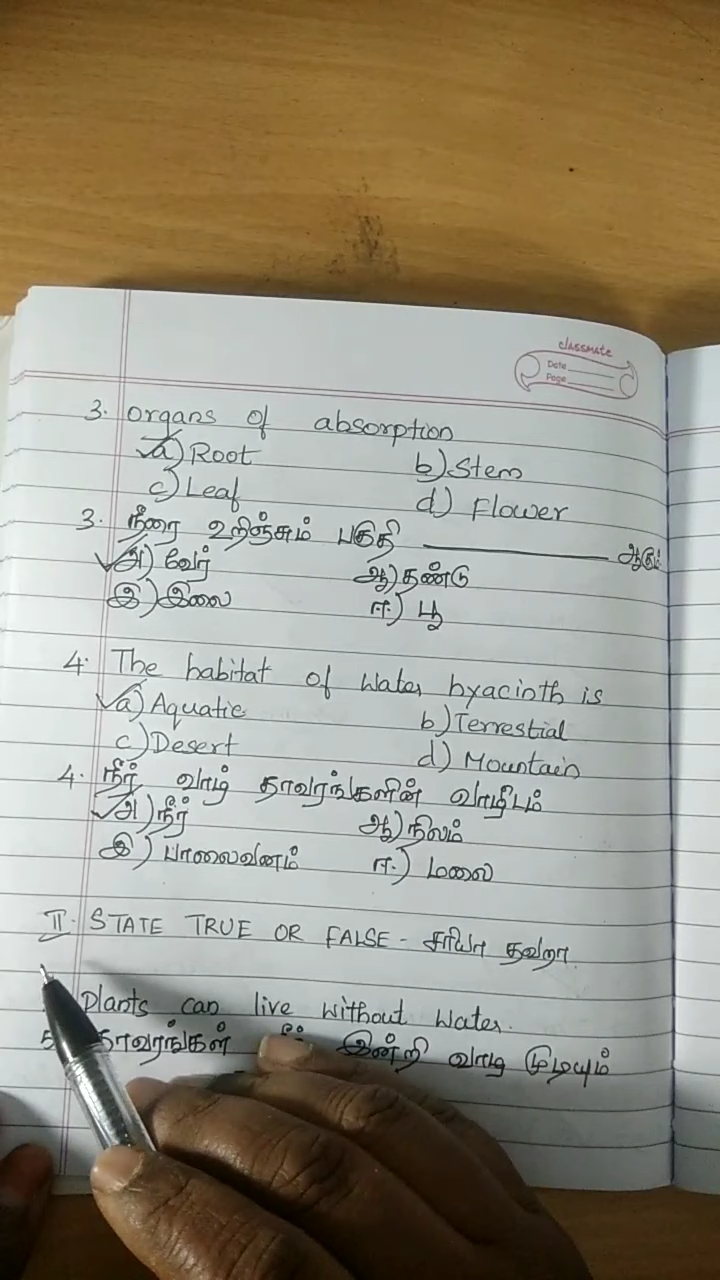 classmate
Date
Page
3. Organs of absorption
a) Root b) Stem
c) Leaf d) Flower
3. நீரை உறிஞ்சும் பகுதி ________ ஆகும்
அ) வேர் ஆ) தண்டு
இ) இலை ஈ) பூ
4. The habitat of water hyacinth is
a) Aquatic b) Terrestial
c) Desert d) Mountain
4. நீர் வாழ் தாவரங்களின் வாழிடம்
அ) நீர் ஆ) நிலம்
இ) பாலைவனம் ஈ) மலை
II. STATE TRUE OR FALSE - சரியா தவறா.
Plants can live without water.
5. தாவரங்கள் நீர் இன்றி வாழ முடியும்